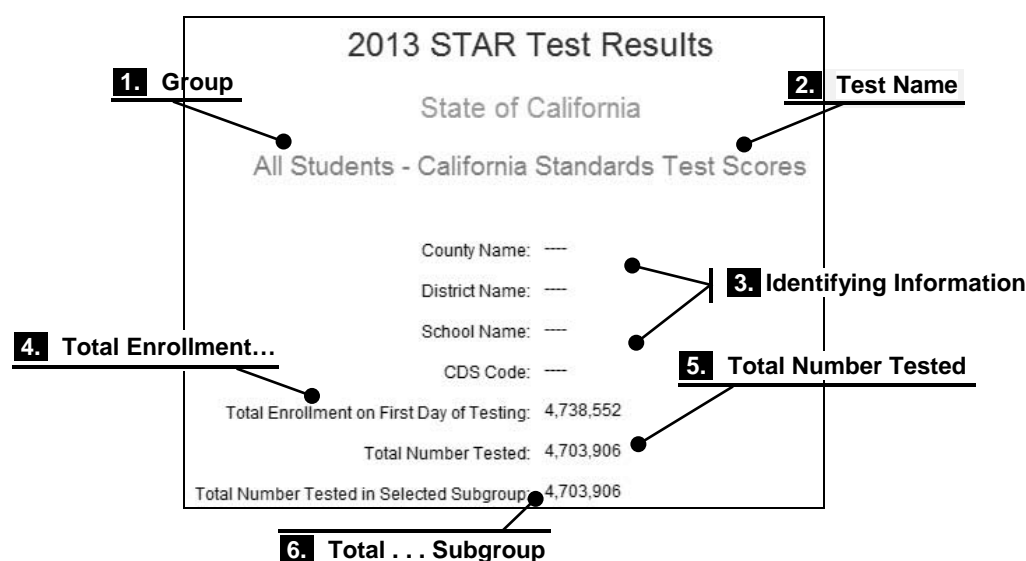 2013 STAR Test Results
1. Group
2. Test Name
State of California
All Students - California Standards Test Scores
County Name: ----
District Name: ----
3. Identifying Information
School Name: ----
4. Total Enrollment…
CDS Code: ----
5. Total Number Tested
Total Enrollment on First Day of Testing: 4,738,552
Total Number Tested: 4,703,906
Total Number Tested in Selected Subgroup: 4,703,906
6. Total . . . Subgroup